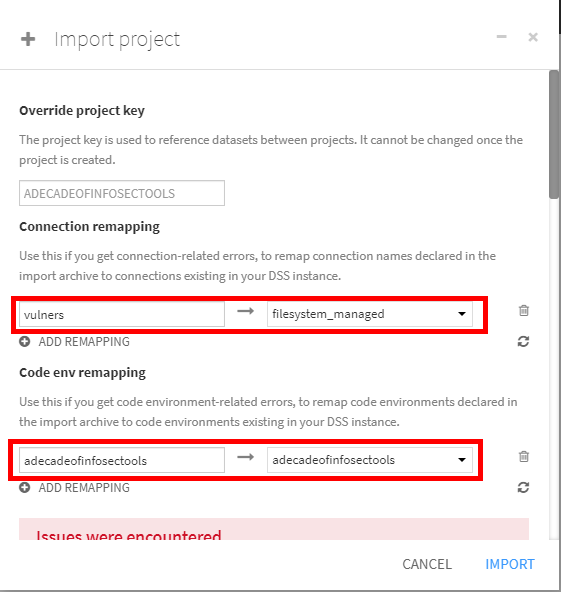 Import project
Override project key
The project key is used to reference datasets between projects. It cannot be changed once the
project is created.
ADECADEOFINFOSECTOOLS
Connection remapping
Use this if you get connection-related errors, to remap connection names declared in the
import archive to connections existing in your DSS instance.
vulners → filesystem_managed
ADD REMAPPING
Code env remapping
Use this if you get code environment-related errors, to remap code environments declared in
the import archive to code environments existing in your DSS instance.
adecadeofinfosectools → adecadeofinfosectools
ADD REMAPPING
Issues were encountered
CANCEL IMPORT